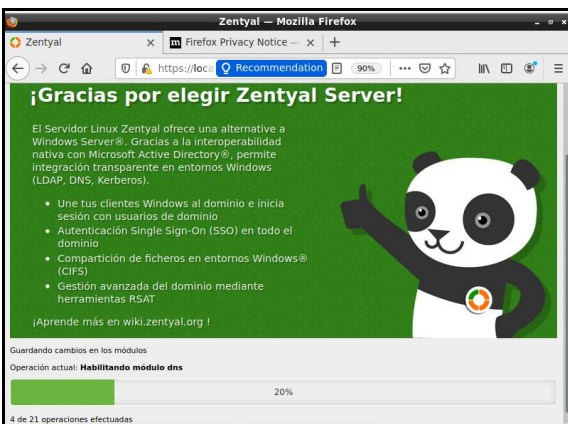 Zentyal — Mozilla Firefox
Zentyal
Firefox Privacy Notice —
https://loca
Recommendation
90%
¡Gracias por elegir Zentyal Server!
El Servidor Linux Zentyal ofrece una alternative a
Windows Server®. Gracias a la interoperabilidad
nativa con Microsoft Active Directory®, permite
integración transparente en entornos Windows
(LDAP, DNS, Kerberos).
Une tus clientes Windows al dominio e inicia
sesión con usuarios de dominio
Autenticación Single Sign-On (SSO) en todo el
dominio
Compartición de ficheros en entornos Windows®
(CIFS)
Gestión avanzada del dominio mediante
herramientas RSAT
¡Aprende más en wiki.zentyal.org !
Guardando cambios en los módulos
Operación actual: Habilitando módulo dns
20%
4 de 21 operaciones efectuadas